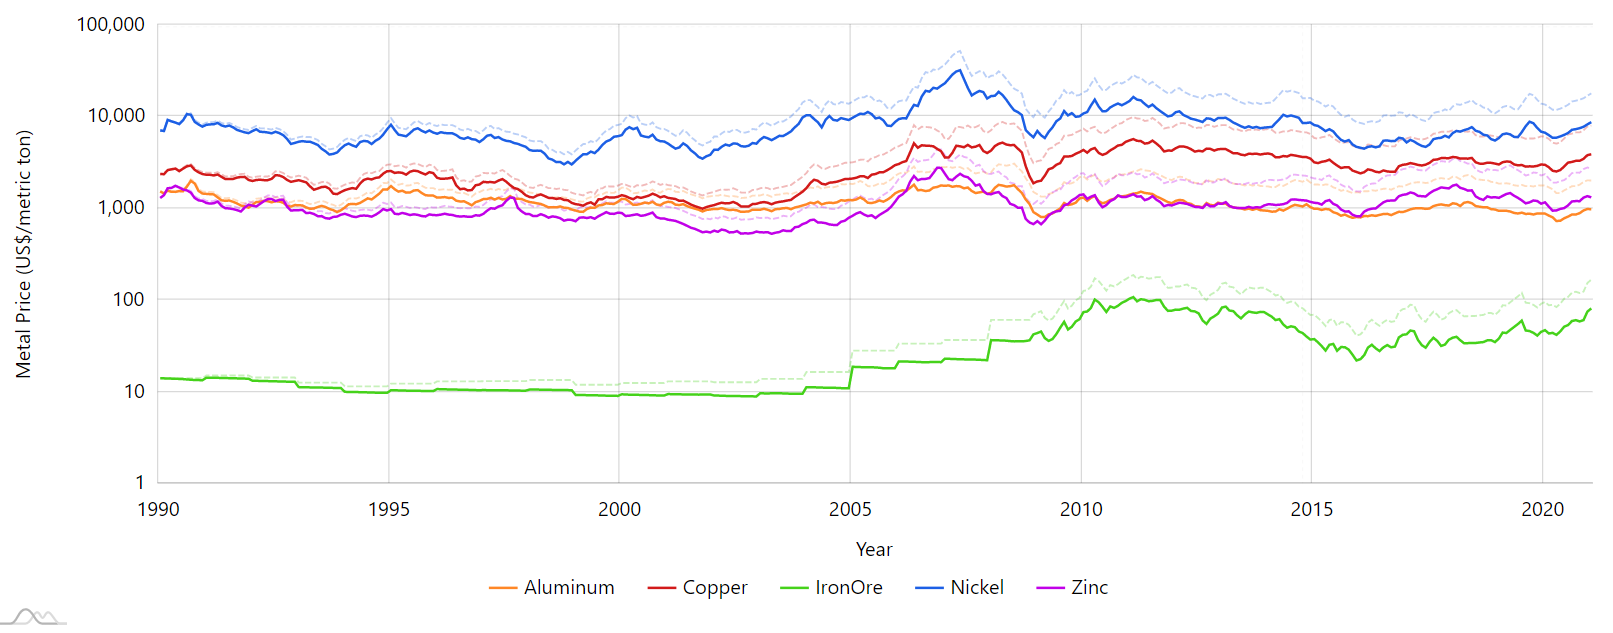 Metal Price (US$/metric ton)
100,000
10,000
1,000
100
10
1
1990 1995 2000 2005 2010 2015 2020
Year
Aluminum Copper IronOre Nickel Zinc